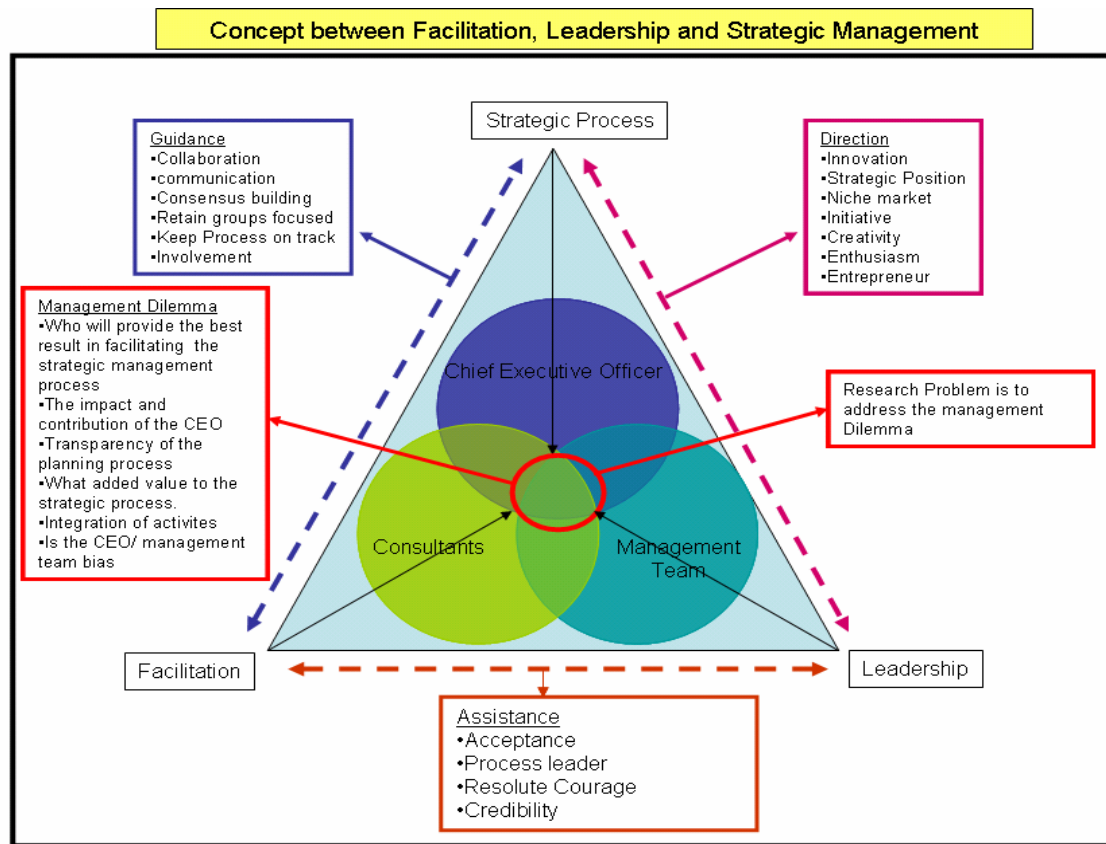 Concept between Facilitation, Leadership and Strategic Management
Strategic Process
Guidance
▪Collaboration
▪communication
▪Consensus building
▪Retain groups focused
▪Keep Process on track
▪Involvement
Direction
▪Innovation
▪Strategic Position
▪Niche market
▪Initiative
▪Creativity
▪Enthusiasm
▪Entrepreneur
Management Dilemma
▪Who will provide the best
result in facilitating the
strategic management
process
▪The impact and
contribution of the CEO
▪Transparency of the
planning process
▪What added value to the
strategic process.
▪Integration of activites
▪Is the CEO/ management
team bias
Chief Executive Officer
Research Problem is to
address the management
Dilemma
Consultants
Management
Team
Facilitation
Leadership
Assistance
•Acceptance
•Process leader
•Resolute Courage
•Credibility